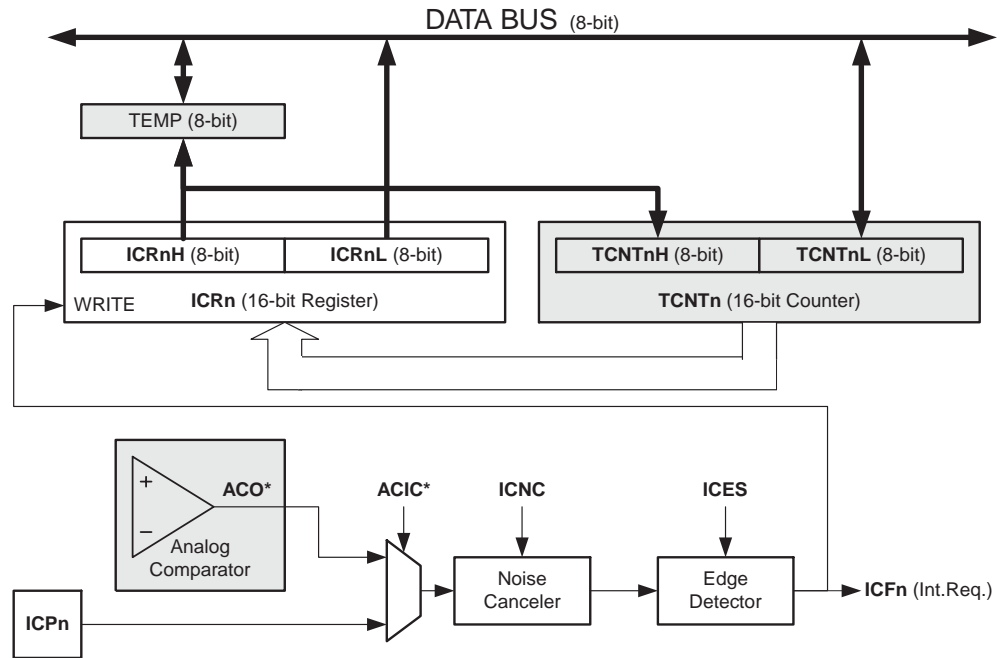 DATA BUS (8-bit)
TEMP (8-bit)
ICRnH (8-bit)
ICRnL (8-bit)
TCNTnH (8-bit)
TCNTnL (8-bit)
WRITE
ICRn (16-bit Register)
TCNTn (16-bit Counter)
+
−
ACO*
Analog
Comparator
ACIC*
ICNC
ICES
Noise
Canceler
Edge
Detector
ICFn (Int.Req.)
ICPn